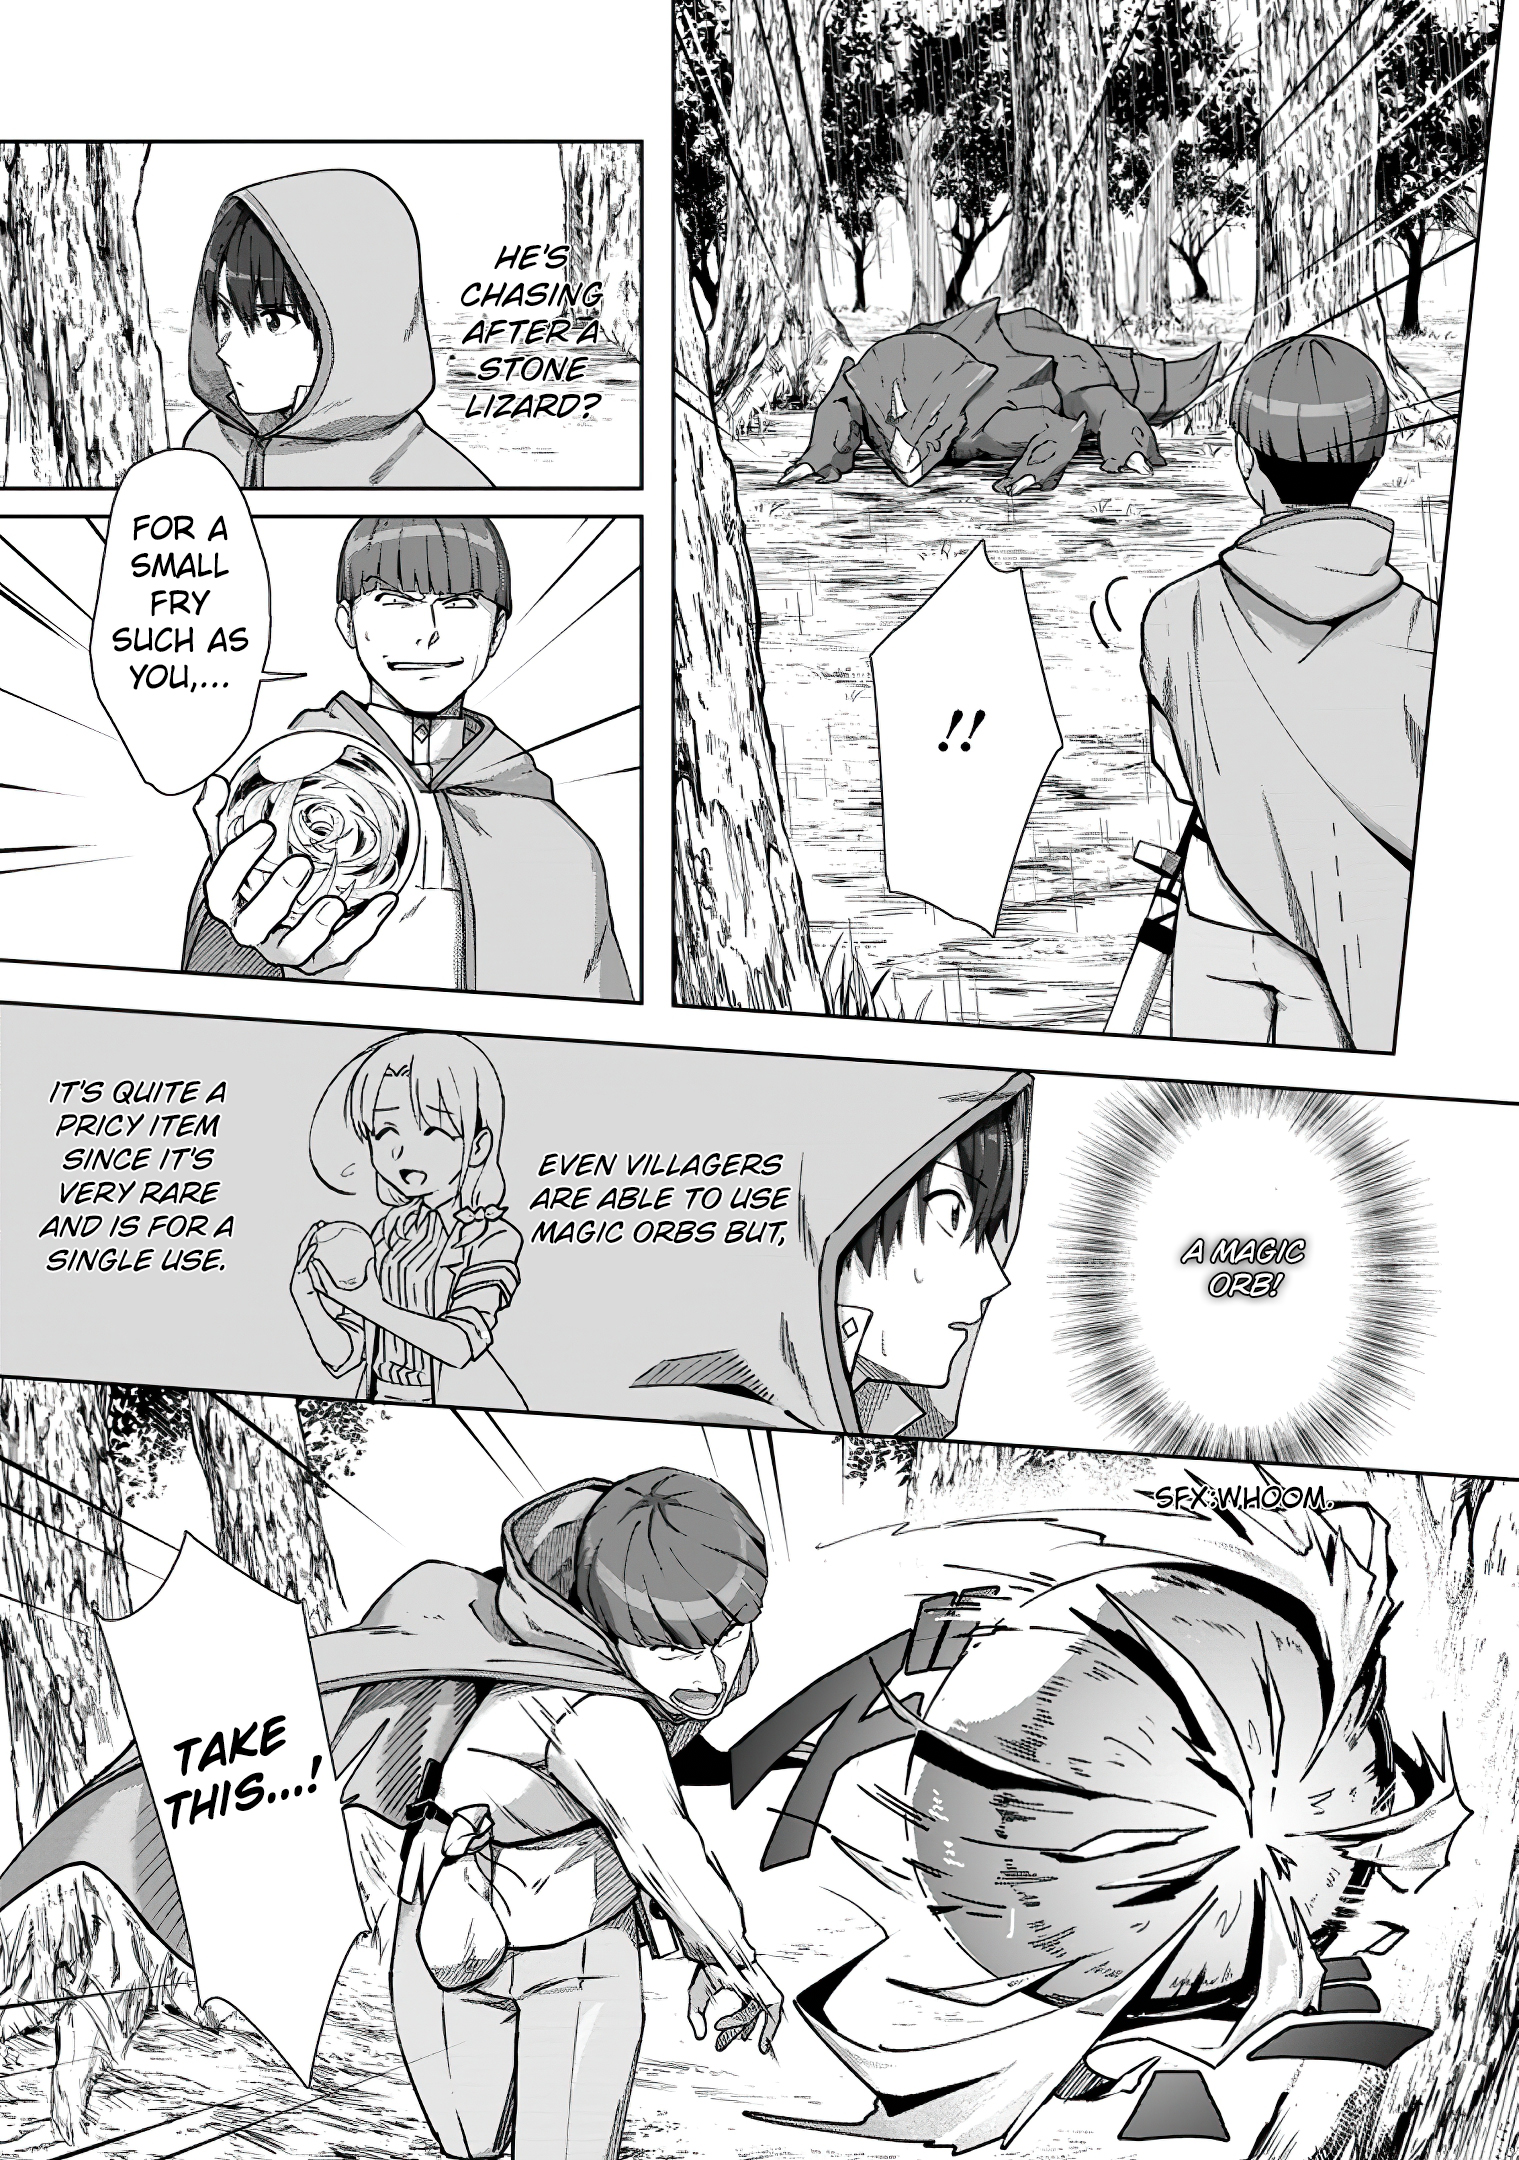 !!
HE'S
CHASING
AFTER A
STONE
LIZARD?
FOR A
SMALL
FRY
SUCH AS
YOU,...
A MAGIC
ORB!
EVEN VILLAGERS
ARE ABLE TO USE
MAGIC ORBS BUT,
IT'S QUITE A
PRICY ITEM
SINCE IT'S
VERY RARE
AND IS FOR A
SINGLE USE.
SFX:WHOOM.
TAKE
THIS...!